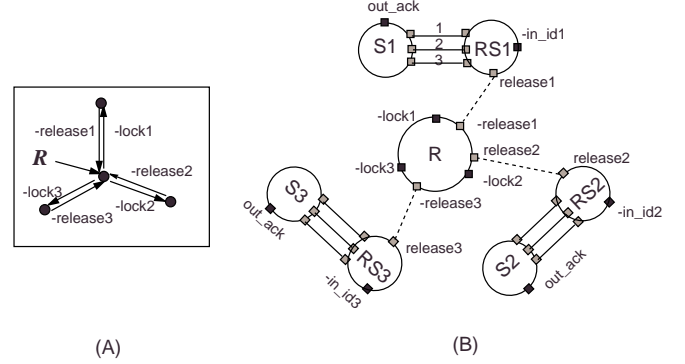 out_ack
1
S1
2
RS1
-in_id1
3
release1
-release1
-lock1
R
-release2
-lock3
-lock2
-release3
-lock1
-release1
R
release2
-lock3
-lock2
-release3
release2
RS2
-in_id2
S3
out_ack
release3
RS3
-in_id3
S2
out_ack
(A)
(B)